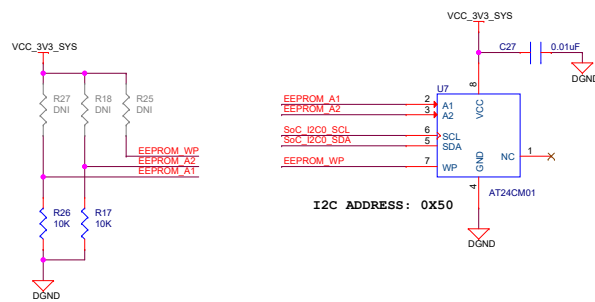 VCC_3V3_SYS
VCC_3V3_SYS
C27 0.01uF
DGND
R27 DNI
R18 DNI
R25 DNI
EEPROM_WP
EEPROM_A2
EEPROM_A1
R26 10K
R17 10K
DGND
U7
8
VCC
EEPROM_A1 2 A1
EEPROM_A2 3 A2
SoC_I2C0_SCL 6 SCL
SoC_I2C0_SDA 5 SDA
EEPROM_WP 7 WP
NC 1
GND
4
AT24CM01
I2C ADDRESS: 0X50
DGND